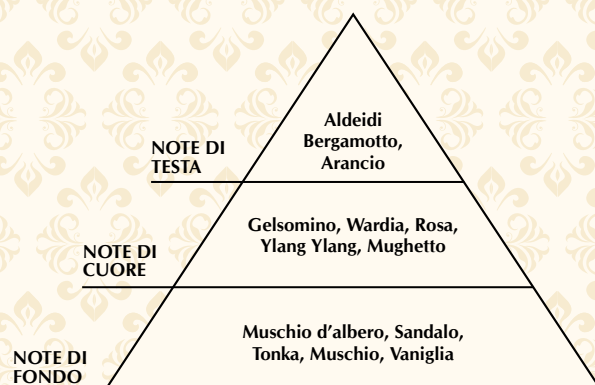 Aldeidi
Bergamotto,
Arancio
NOTE DI
TESTA
Gelsomino, Wardia, Rosa,
Ylang Ylang, Mughetto
NOTE DI
CUORE
Muschio d'albero, Sandalo,
Tonka, Muschio, Vaniglia
NOTE DI
FONDO